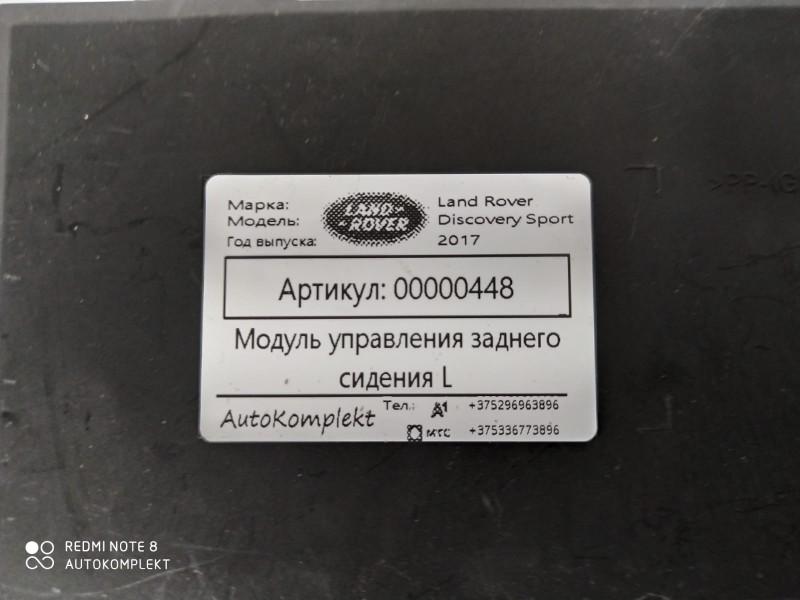 Марка: Land Rover
Модель: Discovery Sport
LAND-
-ROVER
Год выпуска: 2017
Артикул: 00000448
Модуль управления заднего
сидения L
AutoKomplekt Тел.: A1 +375296963896
МТС +375336773896
REDMI NOTE 8
AUTOKOMPLEKT